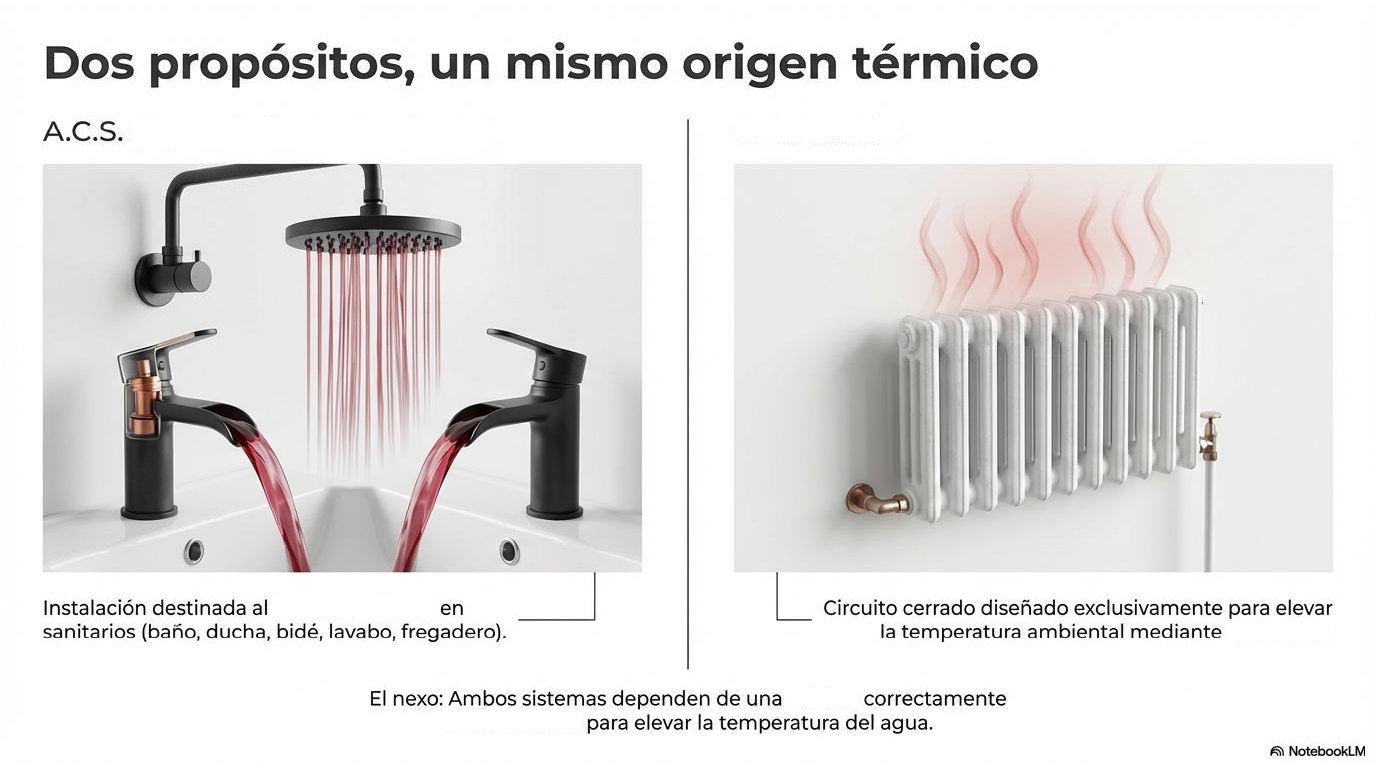 Dos propósitos, un mismo origen térmico
A.C.S.
Instalación destinada al en
sanitarios (baño, ducha, bidé, lavabo, fregadero).
Circuito cerrado diseñado exclusivamente para elevar
la temperatura ambiental mediante
El nexo: Ambos sistemas dependen de una correctamente
para elevar la temperatura del agua.
NotebookLM